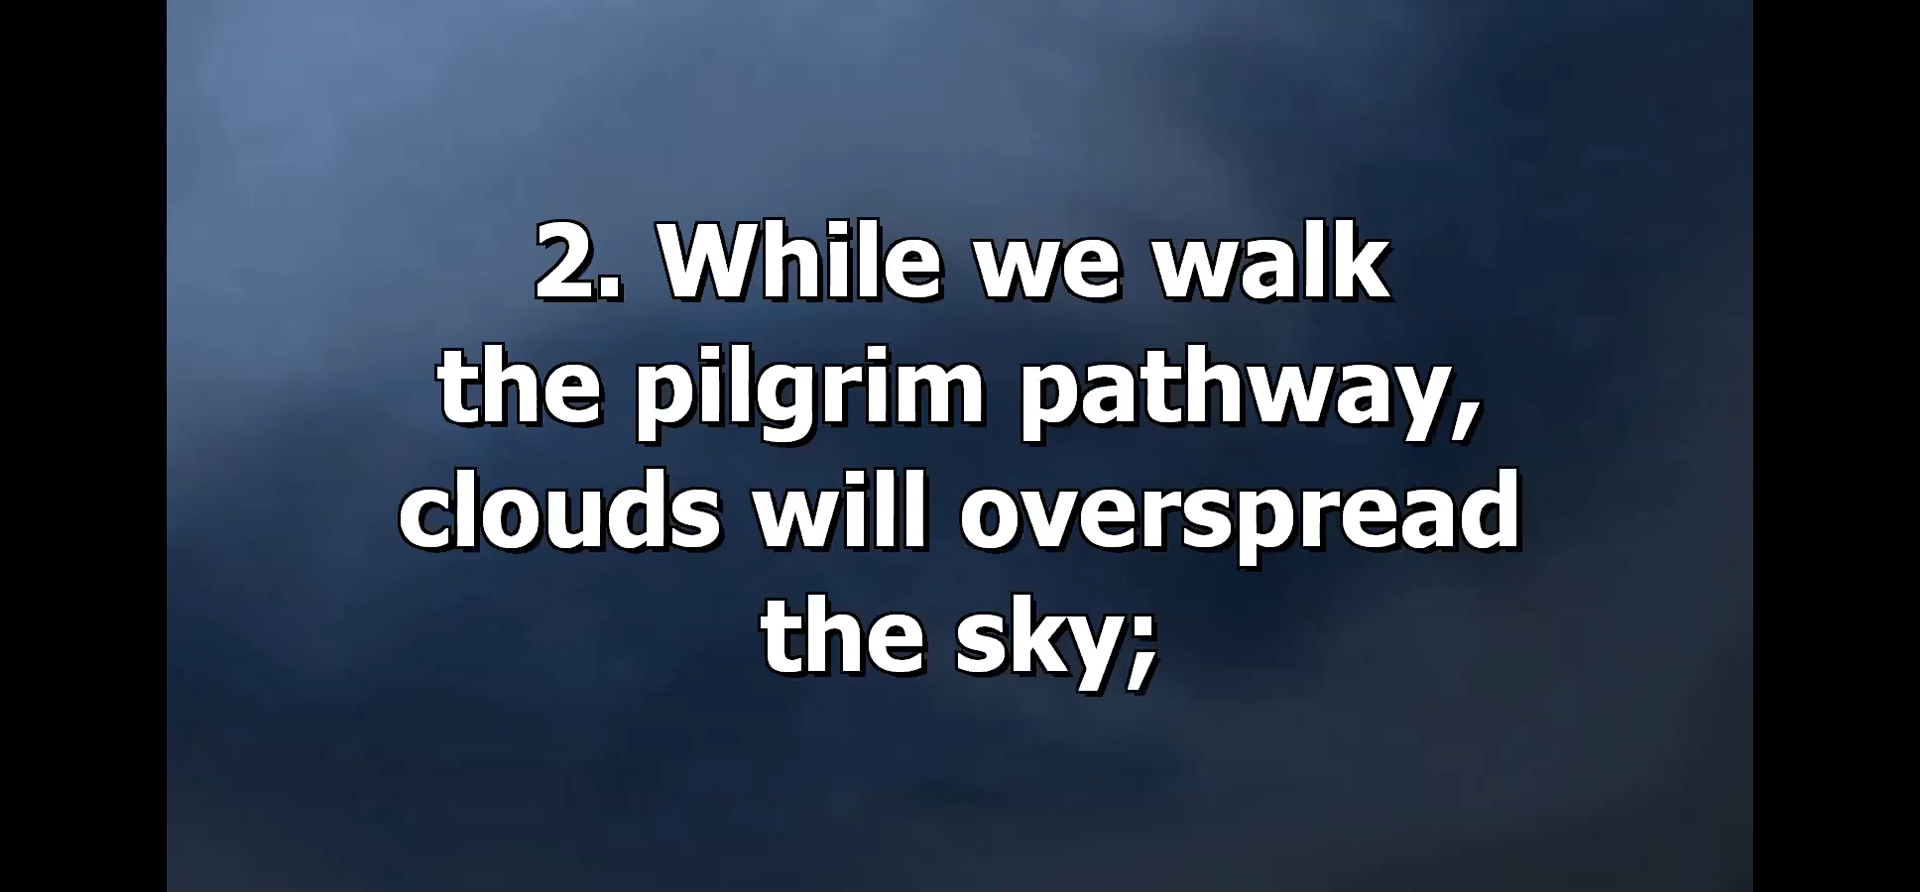 2. While we walk
the pilgrim pathway,
clouds will overspread
the sky;